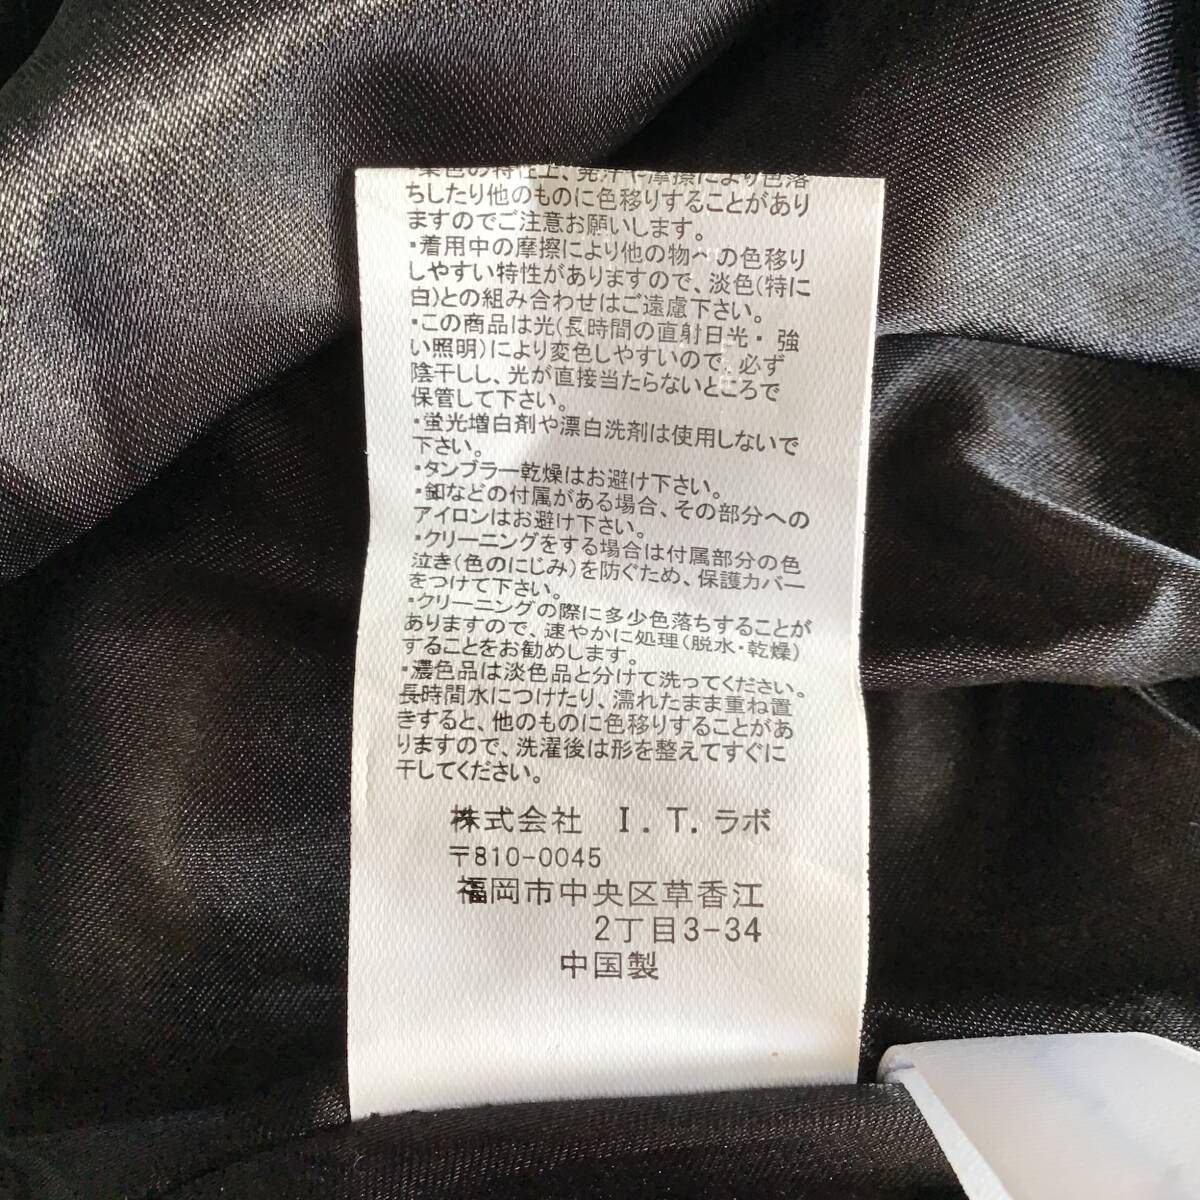 染色の特性上、発汗や摩擦により色落
ちしたり他のものに色移りすることがあり
ますのでご注意お願いします。
・着用中の摩擦により他の物への色移り
しやすい特性がありますので、淡色(特に
白)との組み合わせはご遠慮下さい。
・この商品は光(長時間の直射日光・強
い照明)により変色しやすいので、必ず
陰干しし、光が直接当たらないところで
保管して下さい。
・蛍光増白剤や漂白洗剤は使用しないで
下さい。
・タンブラー乾燥はお避け下さい。
・釦などの付属がある場合、その部分への
アイロンはお避け下さい。
・クリーニングをする場合は付属部分の色
泣き(色のにじみ)を防ぐため、保護カバー
をつけて下さい。
・クリーニングの際に多少色落ちすることが
ありますので、速やかに処理(脱水・乾燥)
することをお勧めします。
・濃色品は淡色品と分けて洗ってください。
長時間水につけたり、濡れたまま重ね置
きすると、他のものに色移りすることがあ
りますので、洗濯後は形を整えてすぐに
干してください。
株式会社 I.T.ラボ
〒810-0045
福岡市中央区草香江
2丁目3-34
中国製